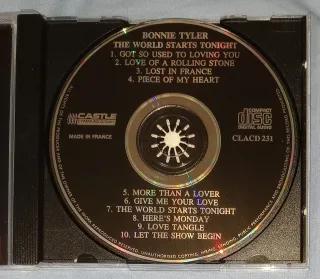 BONNIE TYLER
THE WORLD STARTS TONIGHT
1. GOT SO USED TO LOVING YOU
2. LOVE OF A ROLLING STONE
3. LOST IN FRANCE
4. PIECE OF MY HEART
CASTLE
MADE IN FRANCE
COMPACT
disc
DIGITAL AUDIO
CLACD 231
5. MORE THAN A LOVER
6. GIVE ME YOUR LOVE
7. THE WORLD STARTS TONIGHT
8. HERE'S MONDAY
9. LOVE TANGLE
10. LET THE SHOW BEGIN